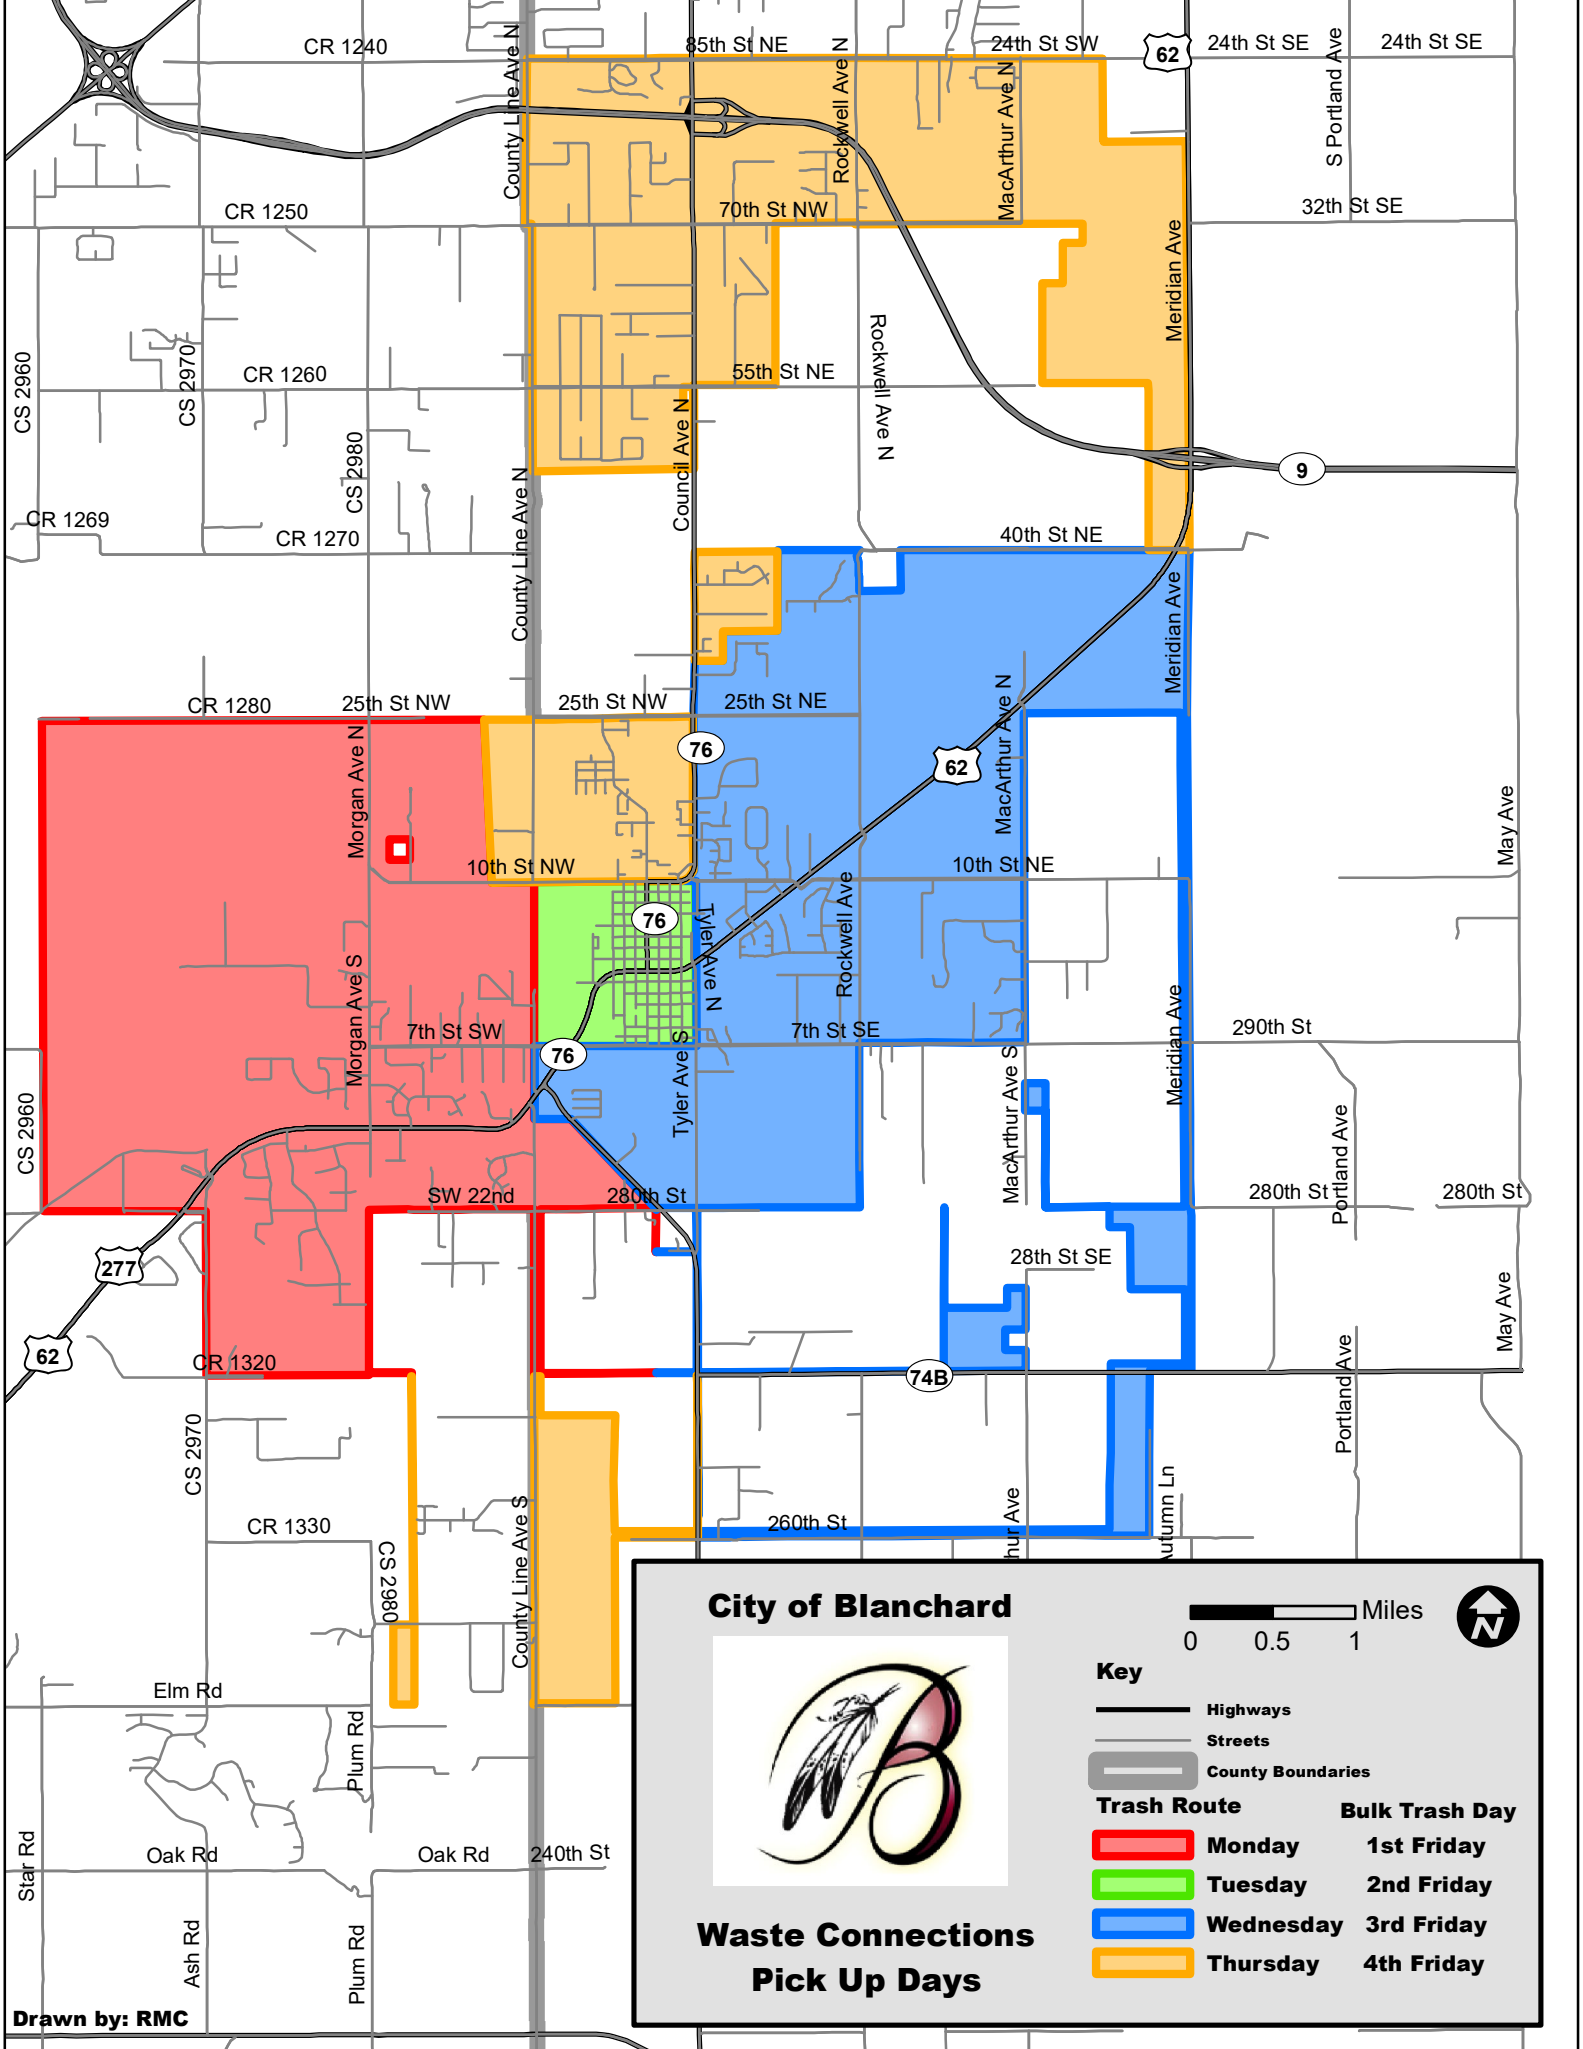 CR 1240
85th St NE
24th St SW
62
24th St SE
24th St SE
County Line Ave N
Rockwell Ave N
MacArthur Ave N
S Portland Ave
CR 1250
70th St NW
32th St SE
Meridian Ave
CS 2960
CS 2970
CR 1260
55th St NE
Rockwell Ave N
CS 2980
Council Ave N
County Line Ave N
9
CR 1269
CR 1270
40th St NE
Meridian Ave
CR 1280
25th St NW
25th St NW
25th St NE
76
62
MacArthur Ave N
Morgan Ave N
May Ave
10th St NW
10th St NE
76
Tyler Ave N
Rockwell Ave
Morgan Ave S
7th St SW
76
7th St SE
290th St
Meridian Ave
Tyler Ave S
MacArthur Ave S
CS 2960
Portland Ave
SW 22nd
280th St
280th St
280th St
277
28th St SE
62
CR 1320
74B
May Ave
Portland Ave
CS 2970
CR 1330
CS 2980
County Line Ave S
260th St
hur Ave
Autumn Ln
Elm Rd
Plum Rd
Star Rd
Oak Rd
Oak Rd
240th St
Ash Rd
Plum Rd
Drawn by: RMC
City of Blanchard
B
Waste Connections
Pick Up Days
Miles
0 0.5 1
N
Key
Highways
Streets
County Boundaries
Trash Route Bulk Trash Day
Monday 1st Friday
Tuesday 2nd Friday
Wednesday 3rd Friday
Thursday 4th Friday